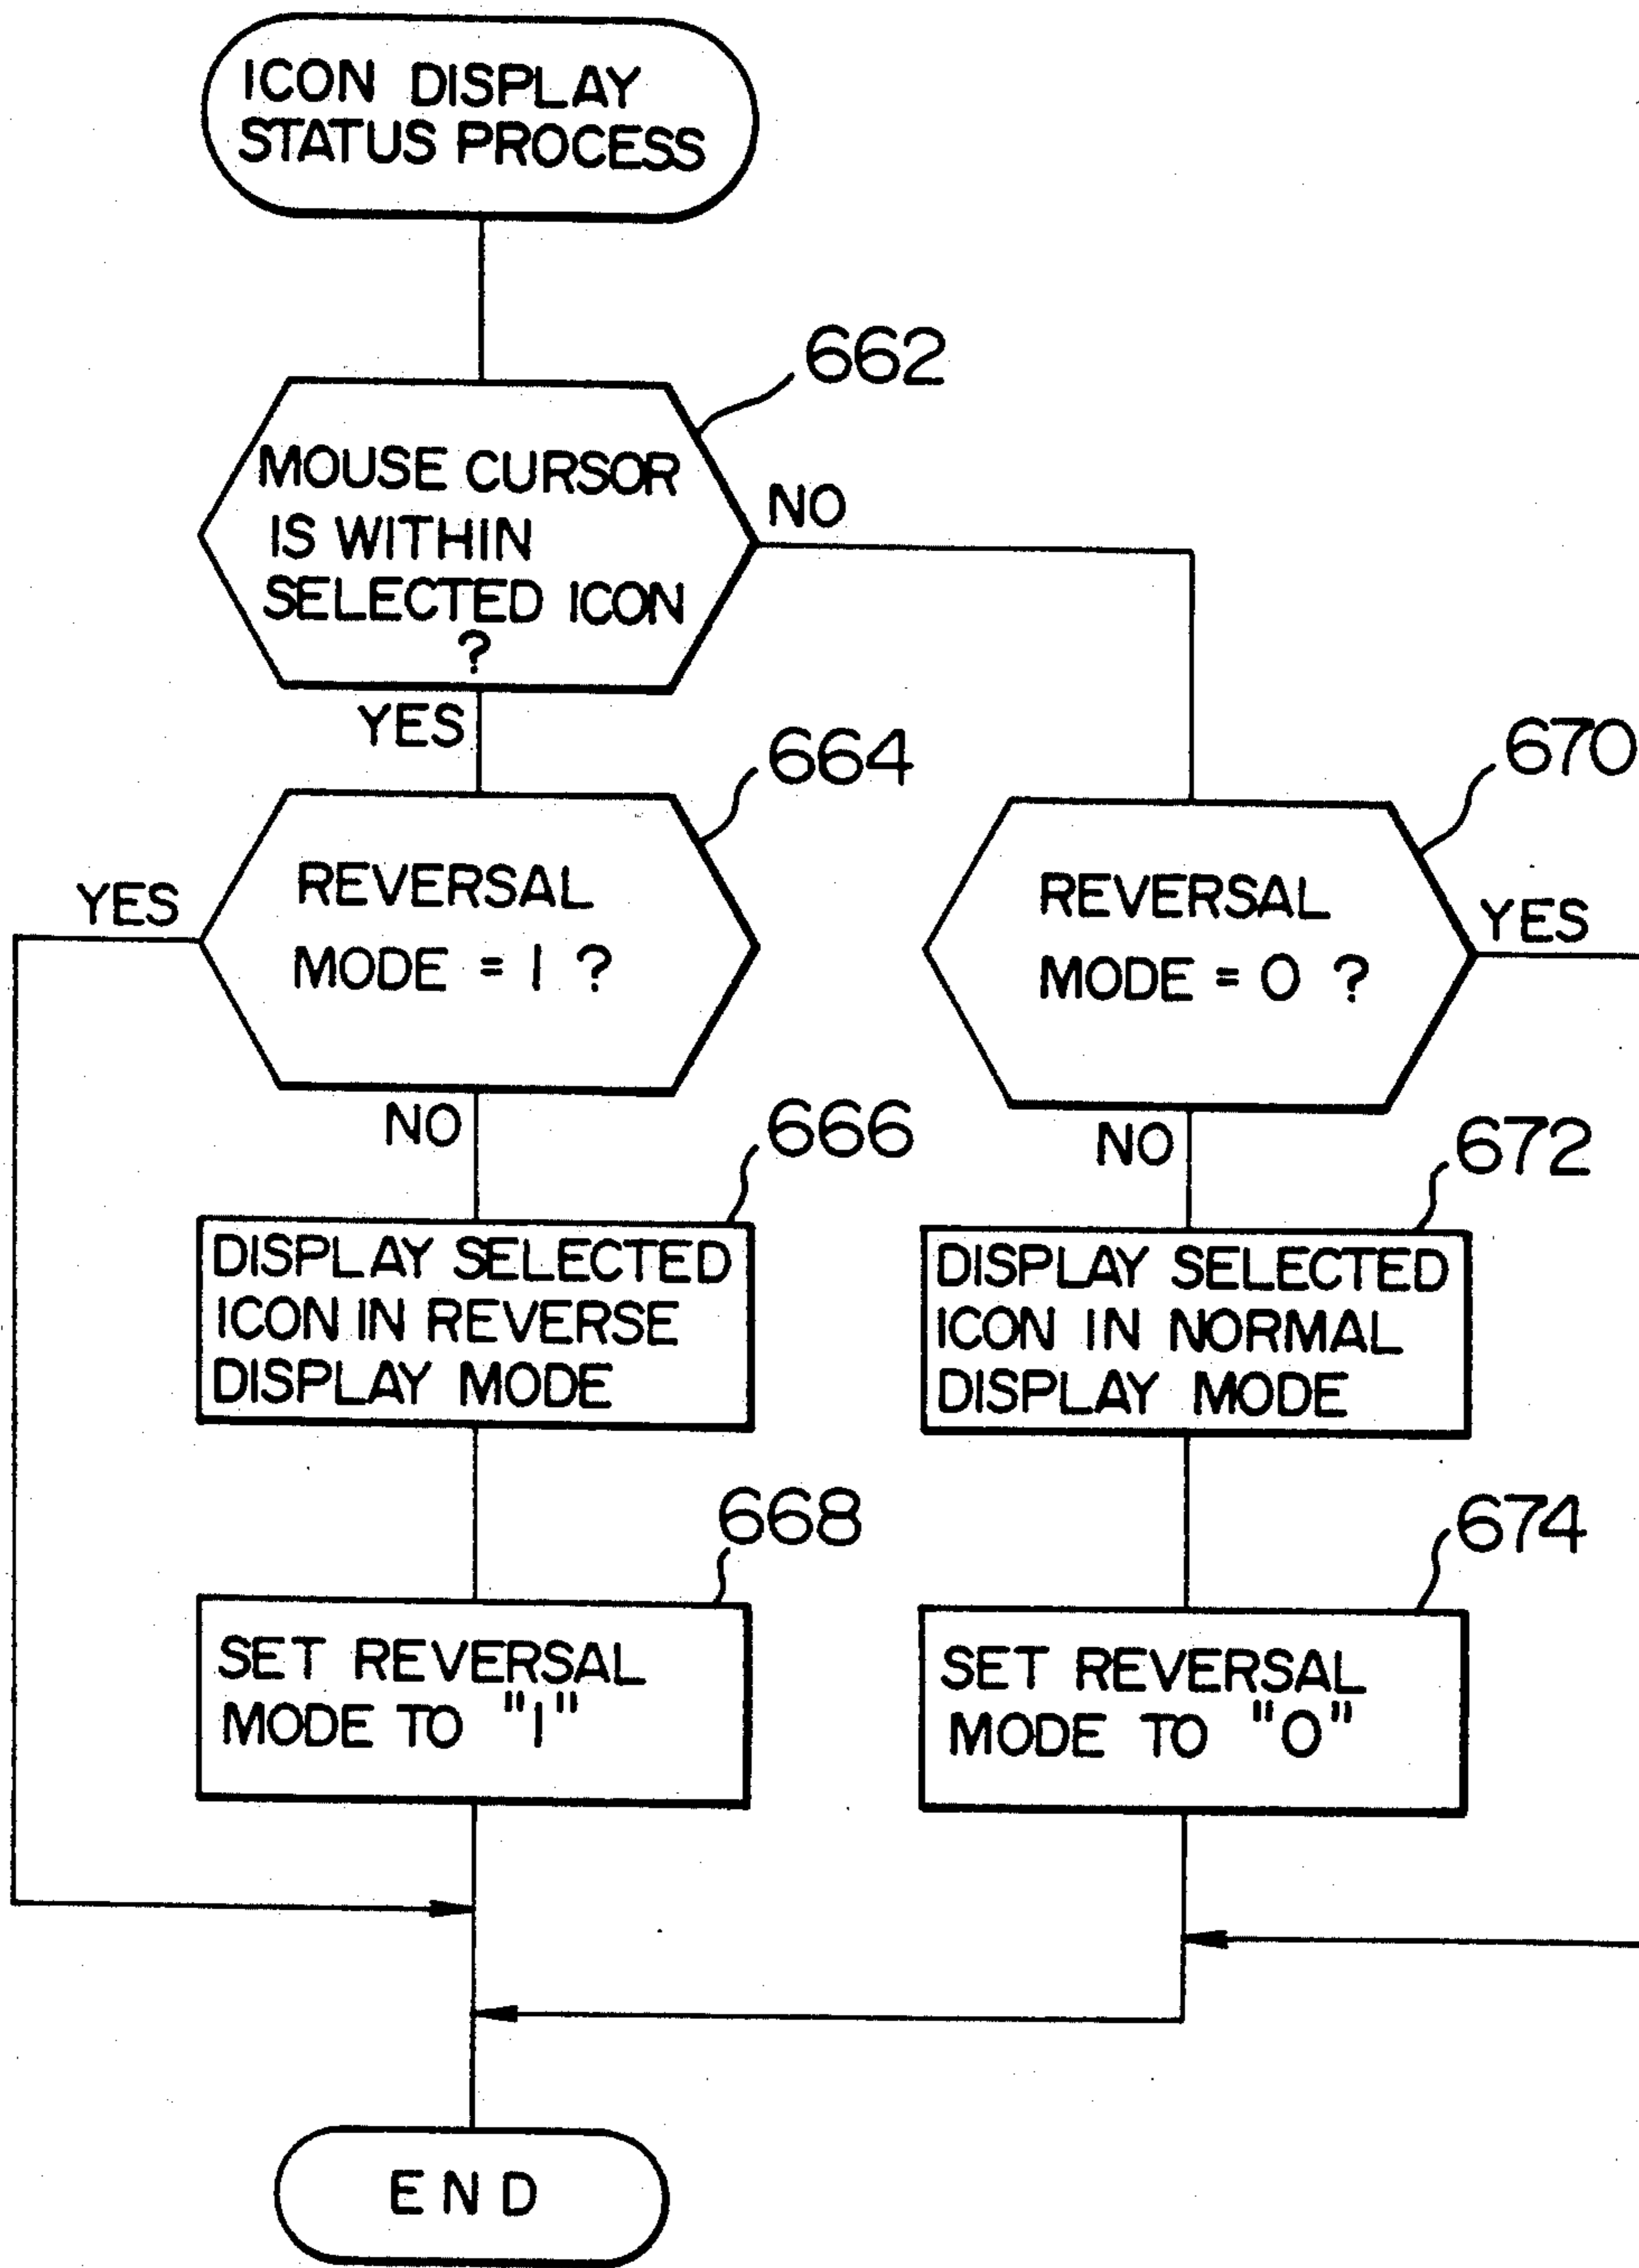 ICON DISPLAY
STATUS PROCESS
662
MOUSE CURSOR
IS WITHIN
SELECTED ICON
?
NO
YES
664
REVERSAL
MODE = 1 ?
YES
NO
670
REVERSAL
MODE = 0 ?
YES
NO
666
DISPLAY SELECTED
ICON IN REVERSE
DISPLAY MODE
672
DISPLAY SELECTED
ICON IN NORMAL
DISPLAY MODE
668
SET REVERSAL
MODE TO "1"
674
SET REVERSAL
MODE TO "0"
END